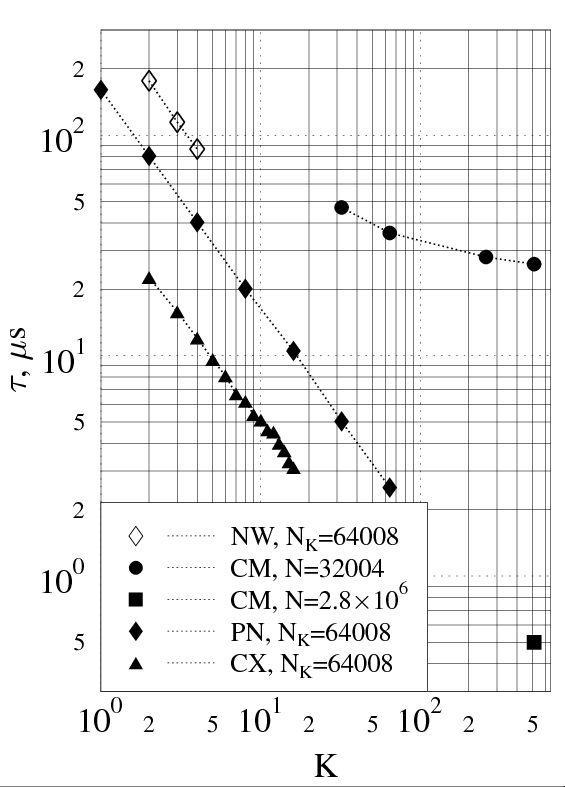 2
10²
5
2
τ, μs
10¹
5
2
10⁰
5
NW, N_K=64008
CM, N=32004
CM, N=2.8×10⁶
PN, N_K=64008
CX, N_K=64008
10⁰ 2 5 10¹ 2 5 10² 2 5
K